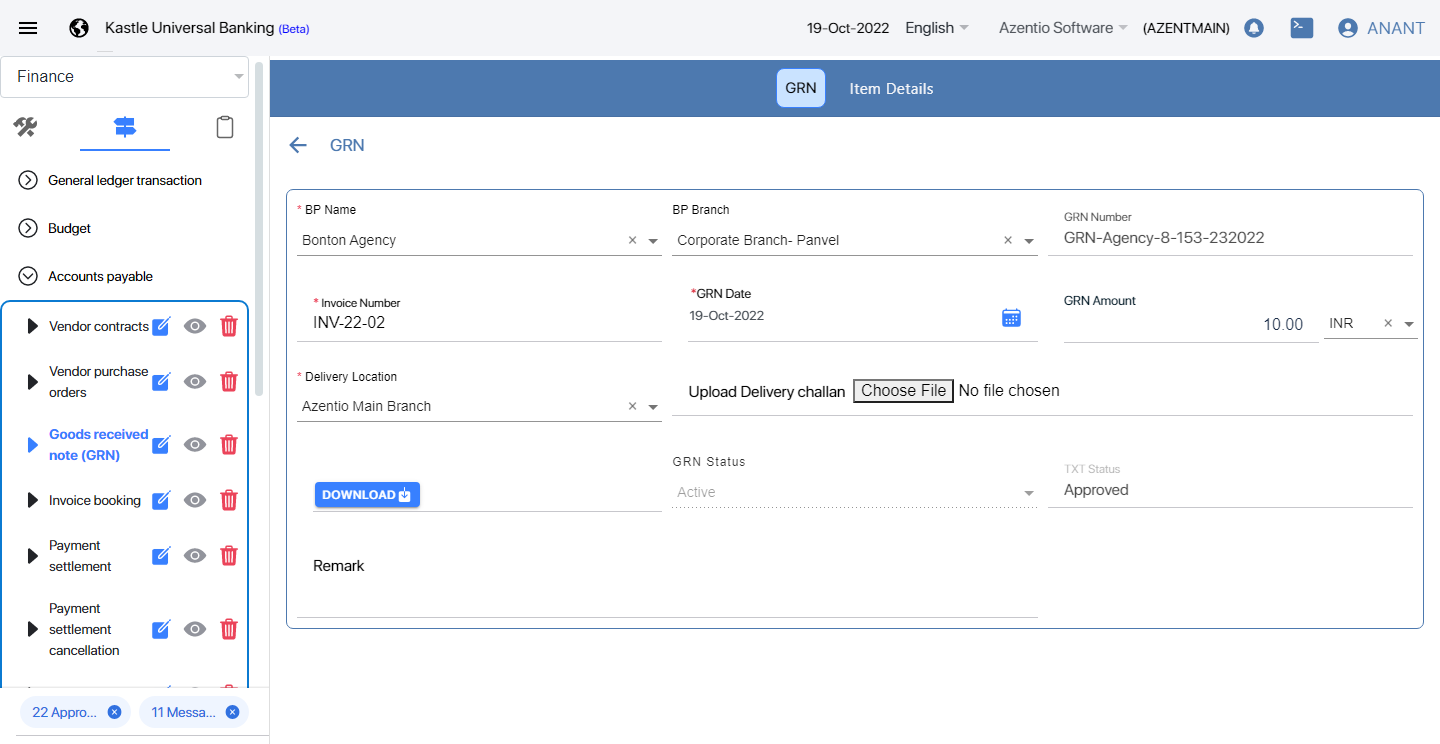 Kastle Universal Banking (Beta)
19-Oct-2022 English Azentio Software (AZENTMAIN) ANANT
Finance
General ledger transaction
Budget
Accounts payable
Vendor contracts
Vendor purchase
orders
Goods received
note (GRN)
Invoice booking
Payment
settlement
Payment
settlement
cancellation
22 Appro...
11 Messa...
GRN Item Details
GRN
* BP Name
Bonton Agency
BP Branch
Corporate Branch- Panvel
GRN Number
GRN-Agency-8-153-232022
* Invoice Number
INV-22-02
*GRN Date
19-Oct-2022
GRN Amount
10.00 INR
* Delivery Location
Azentio Main Branch
Upload Delivery challan Choose File No file chosen
DOWNLOAD
GRN Status
Active
TXT Status
Approved
Remark